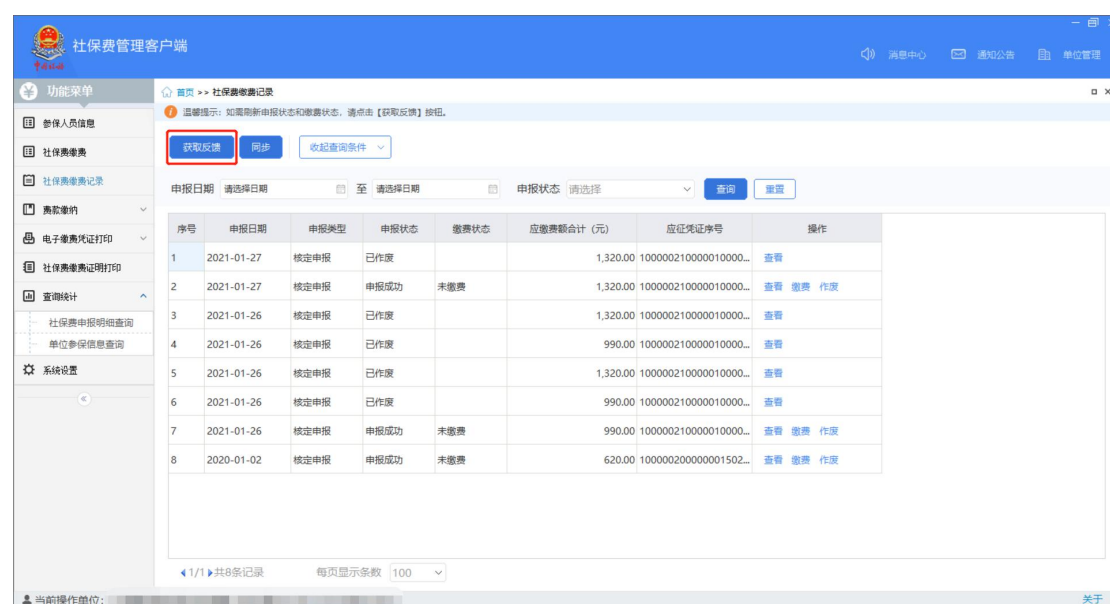 社保费管理客户端
消息中心 通知公告 单位管理
功能菜单
首页 >> 社保费缴费记录
温馨提示：如需刷新申报状态和缴费状态，请点击【获取反馈】按钮。
参保人员信息
社保费缴费
社保费缴费记录
费款缴纳
电子缴费凭证打印
社保费缴费证明打印
查询统计
社保费申报明细查询
单位参保信息查询
系统设置
获取反馈 同步 收起查询条件
申报日期 请选择日期 至 请选择日期 申报状态 请选择 查询 重置
序号 申报日期 申报类型 申报状态 缴费状态 应缴费额合计（元） 应征凭证序号 操作
1 2021-01-27 核定申报 已作废 1,320.00 100000210000010000... 查看
2 2021-01-27 核定申报 申报成功 未缴费 1,320.00 100000210000010000... 查看 缴费 作废
3 2021-01-26 核定申报 已作废 1,320.00 100000210000010000... 查看
4 2021-01-26 核定申报 已作废 990.00 100000210000010000... 查看
5 2021-01-26 核定申报 已作废 1,320.00 100000210000010000... 查看
6 2021-01-26 核定申报 已作废 990.00 100000210000010000... 查看
7 2021-01-26 核定申报 申报成功 未缴费 990.00 100000210000010000... 查看 缴费 作废
8 2020-01-02 核定申报 申报成功 未缴费 620.00 100000200000001502... 查看 缴费 作废
1/1 共8条记录 每页显示条数 100
当前操作单位：
关于